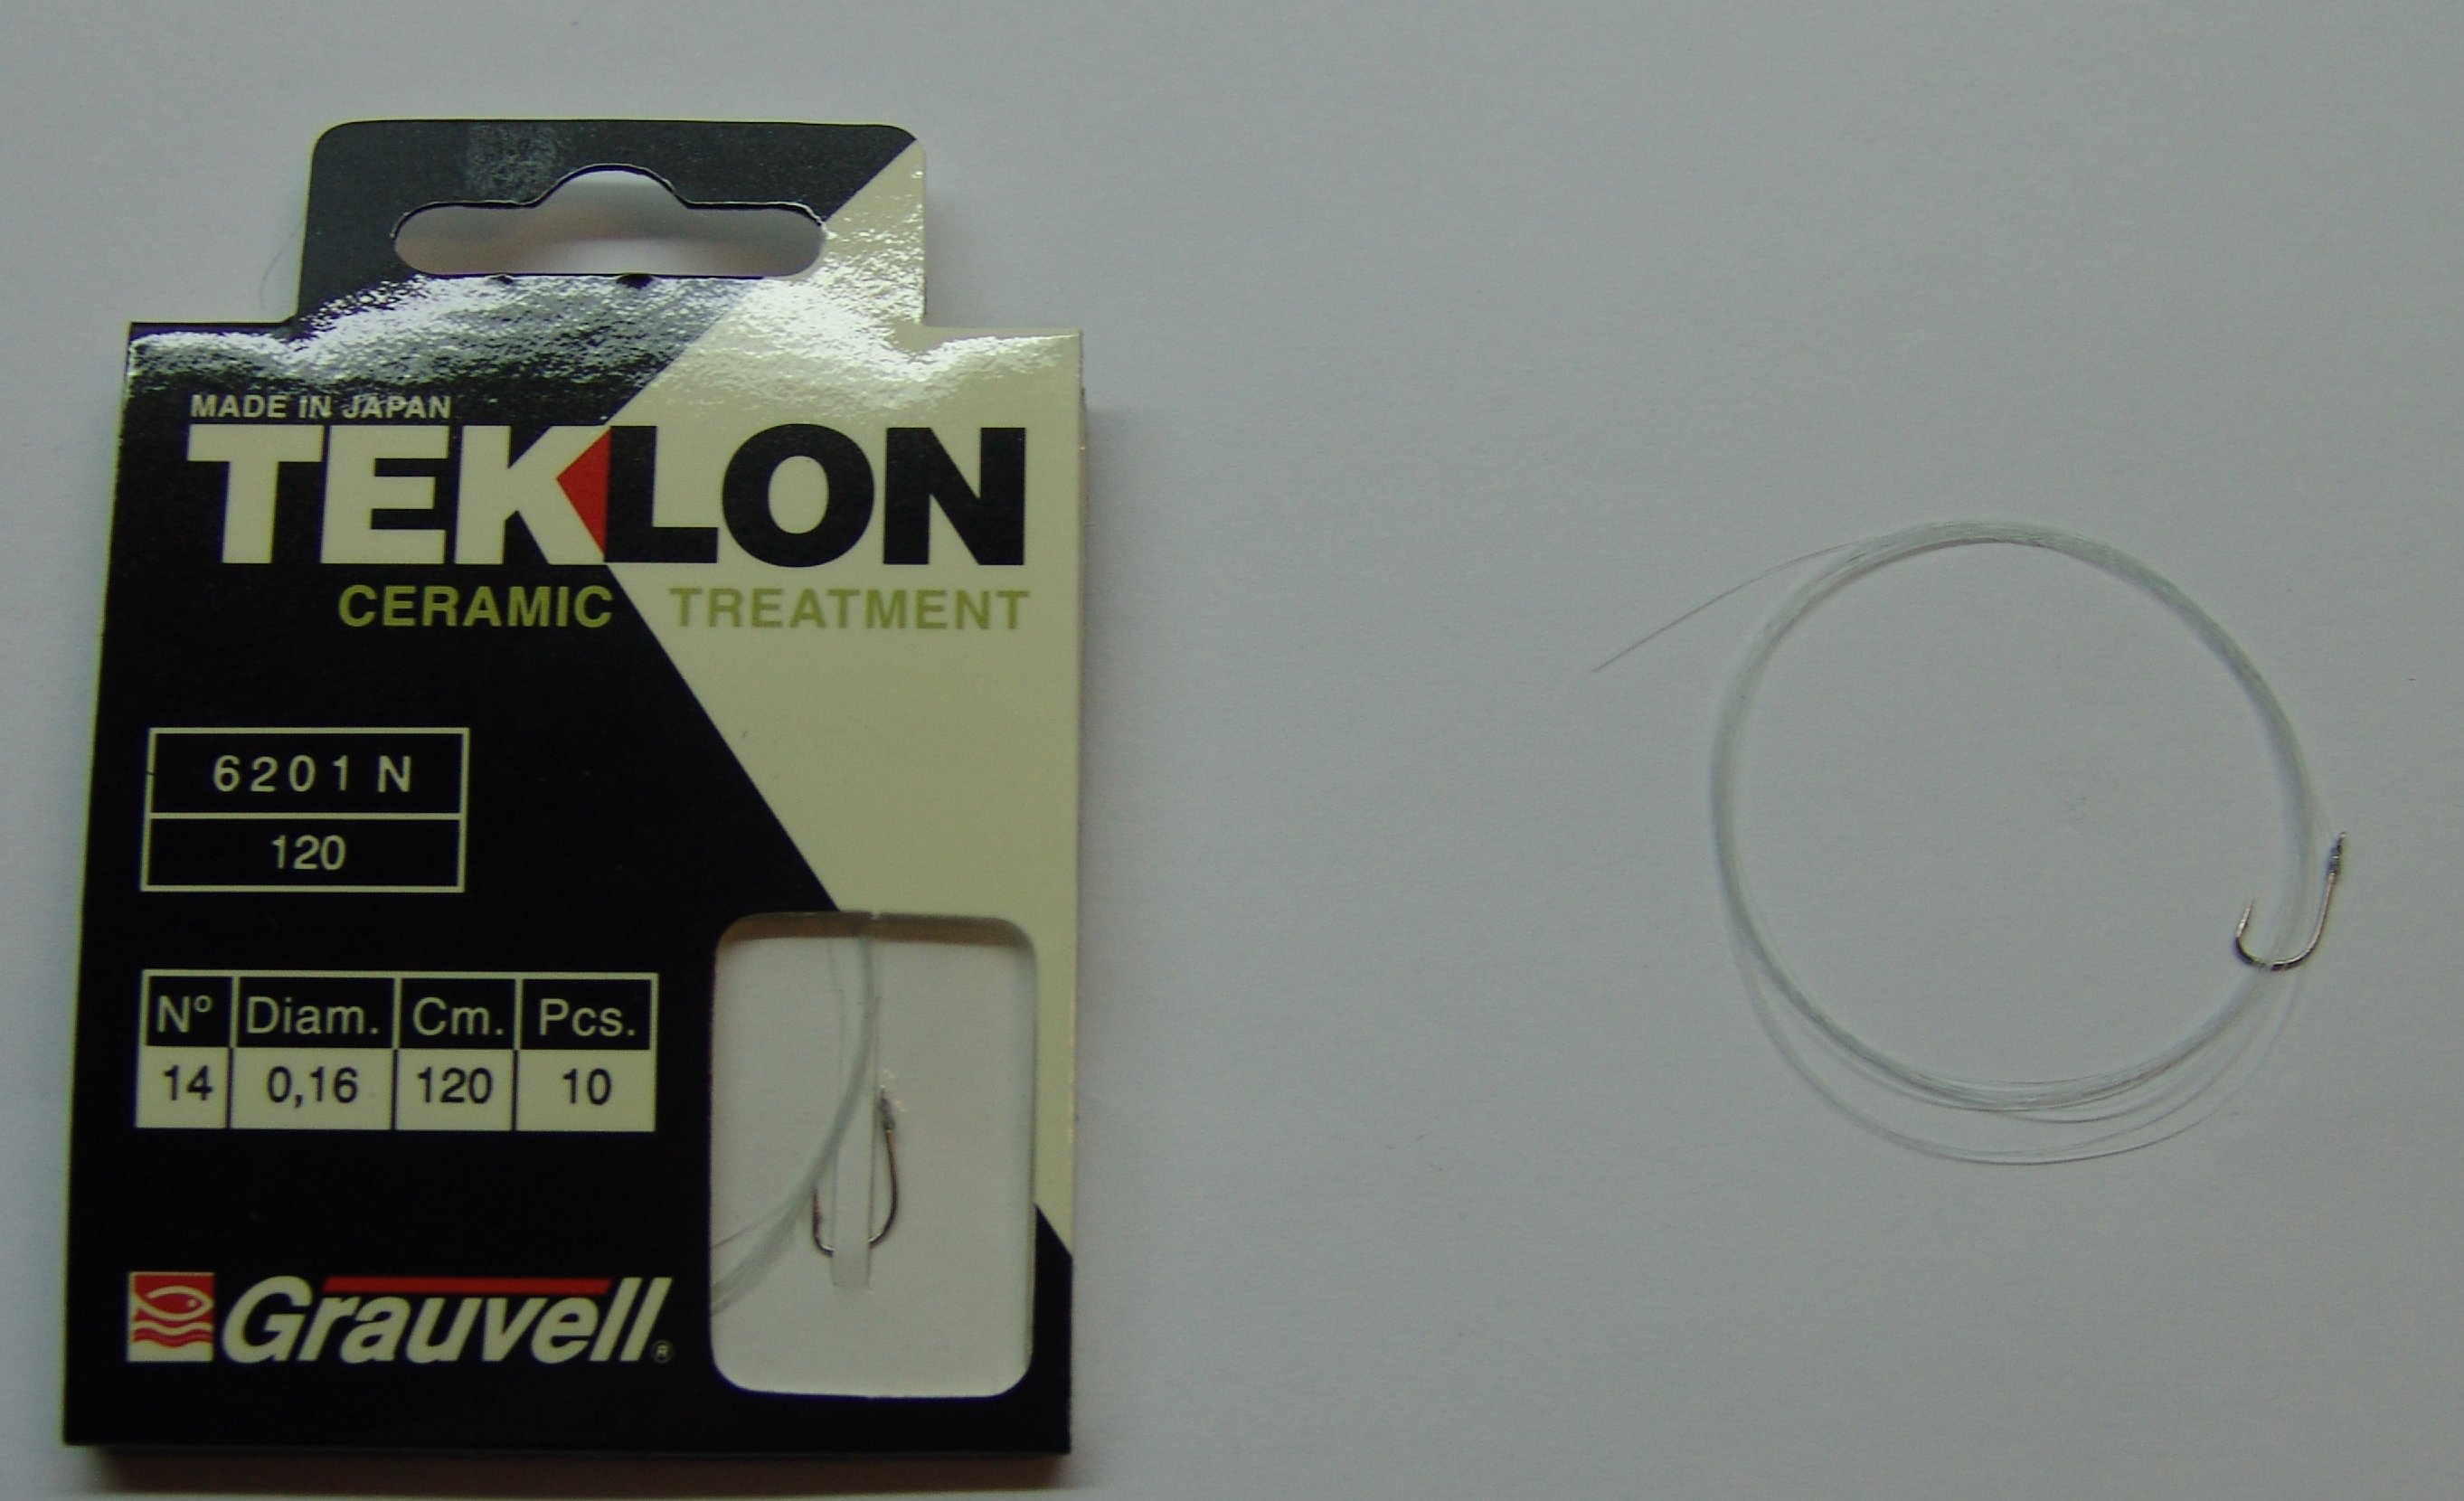 MADE IN JAPAN
TEKLON
CERAMIC TREATMENT
6201 N
120
Nº Diam. Cm. Pcs.
14 0,16 120 10
Grauvell®